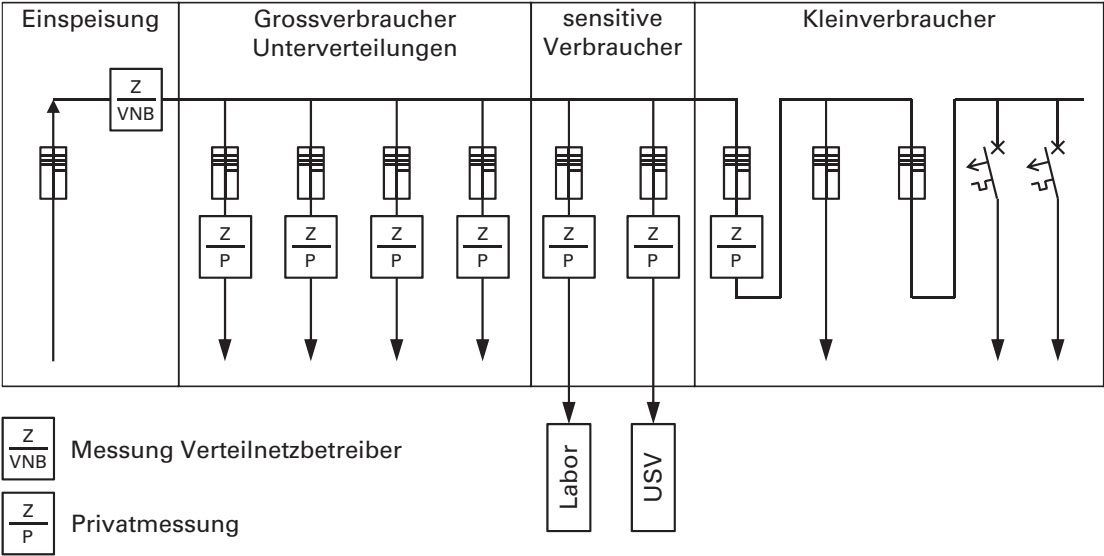 Einspeisung
Grossverbraucher
Unterverteilungen
sensitive
Verbraucher
Kleinverbraucher
Z
VNB
Z
P
Z
P
Z
P
Z
P
Z
P
Z
P
Z
P
Labor
USV
Z
VNB
Messung Verteilnetzbetreiber
Z
P
Privatmessung